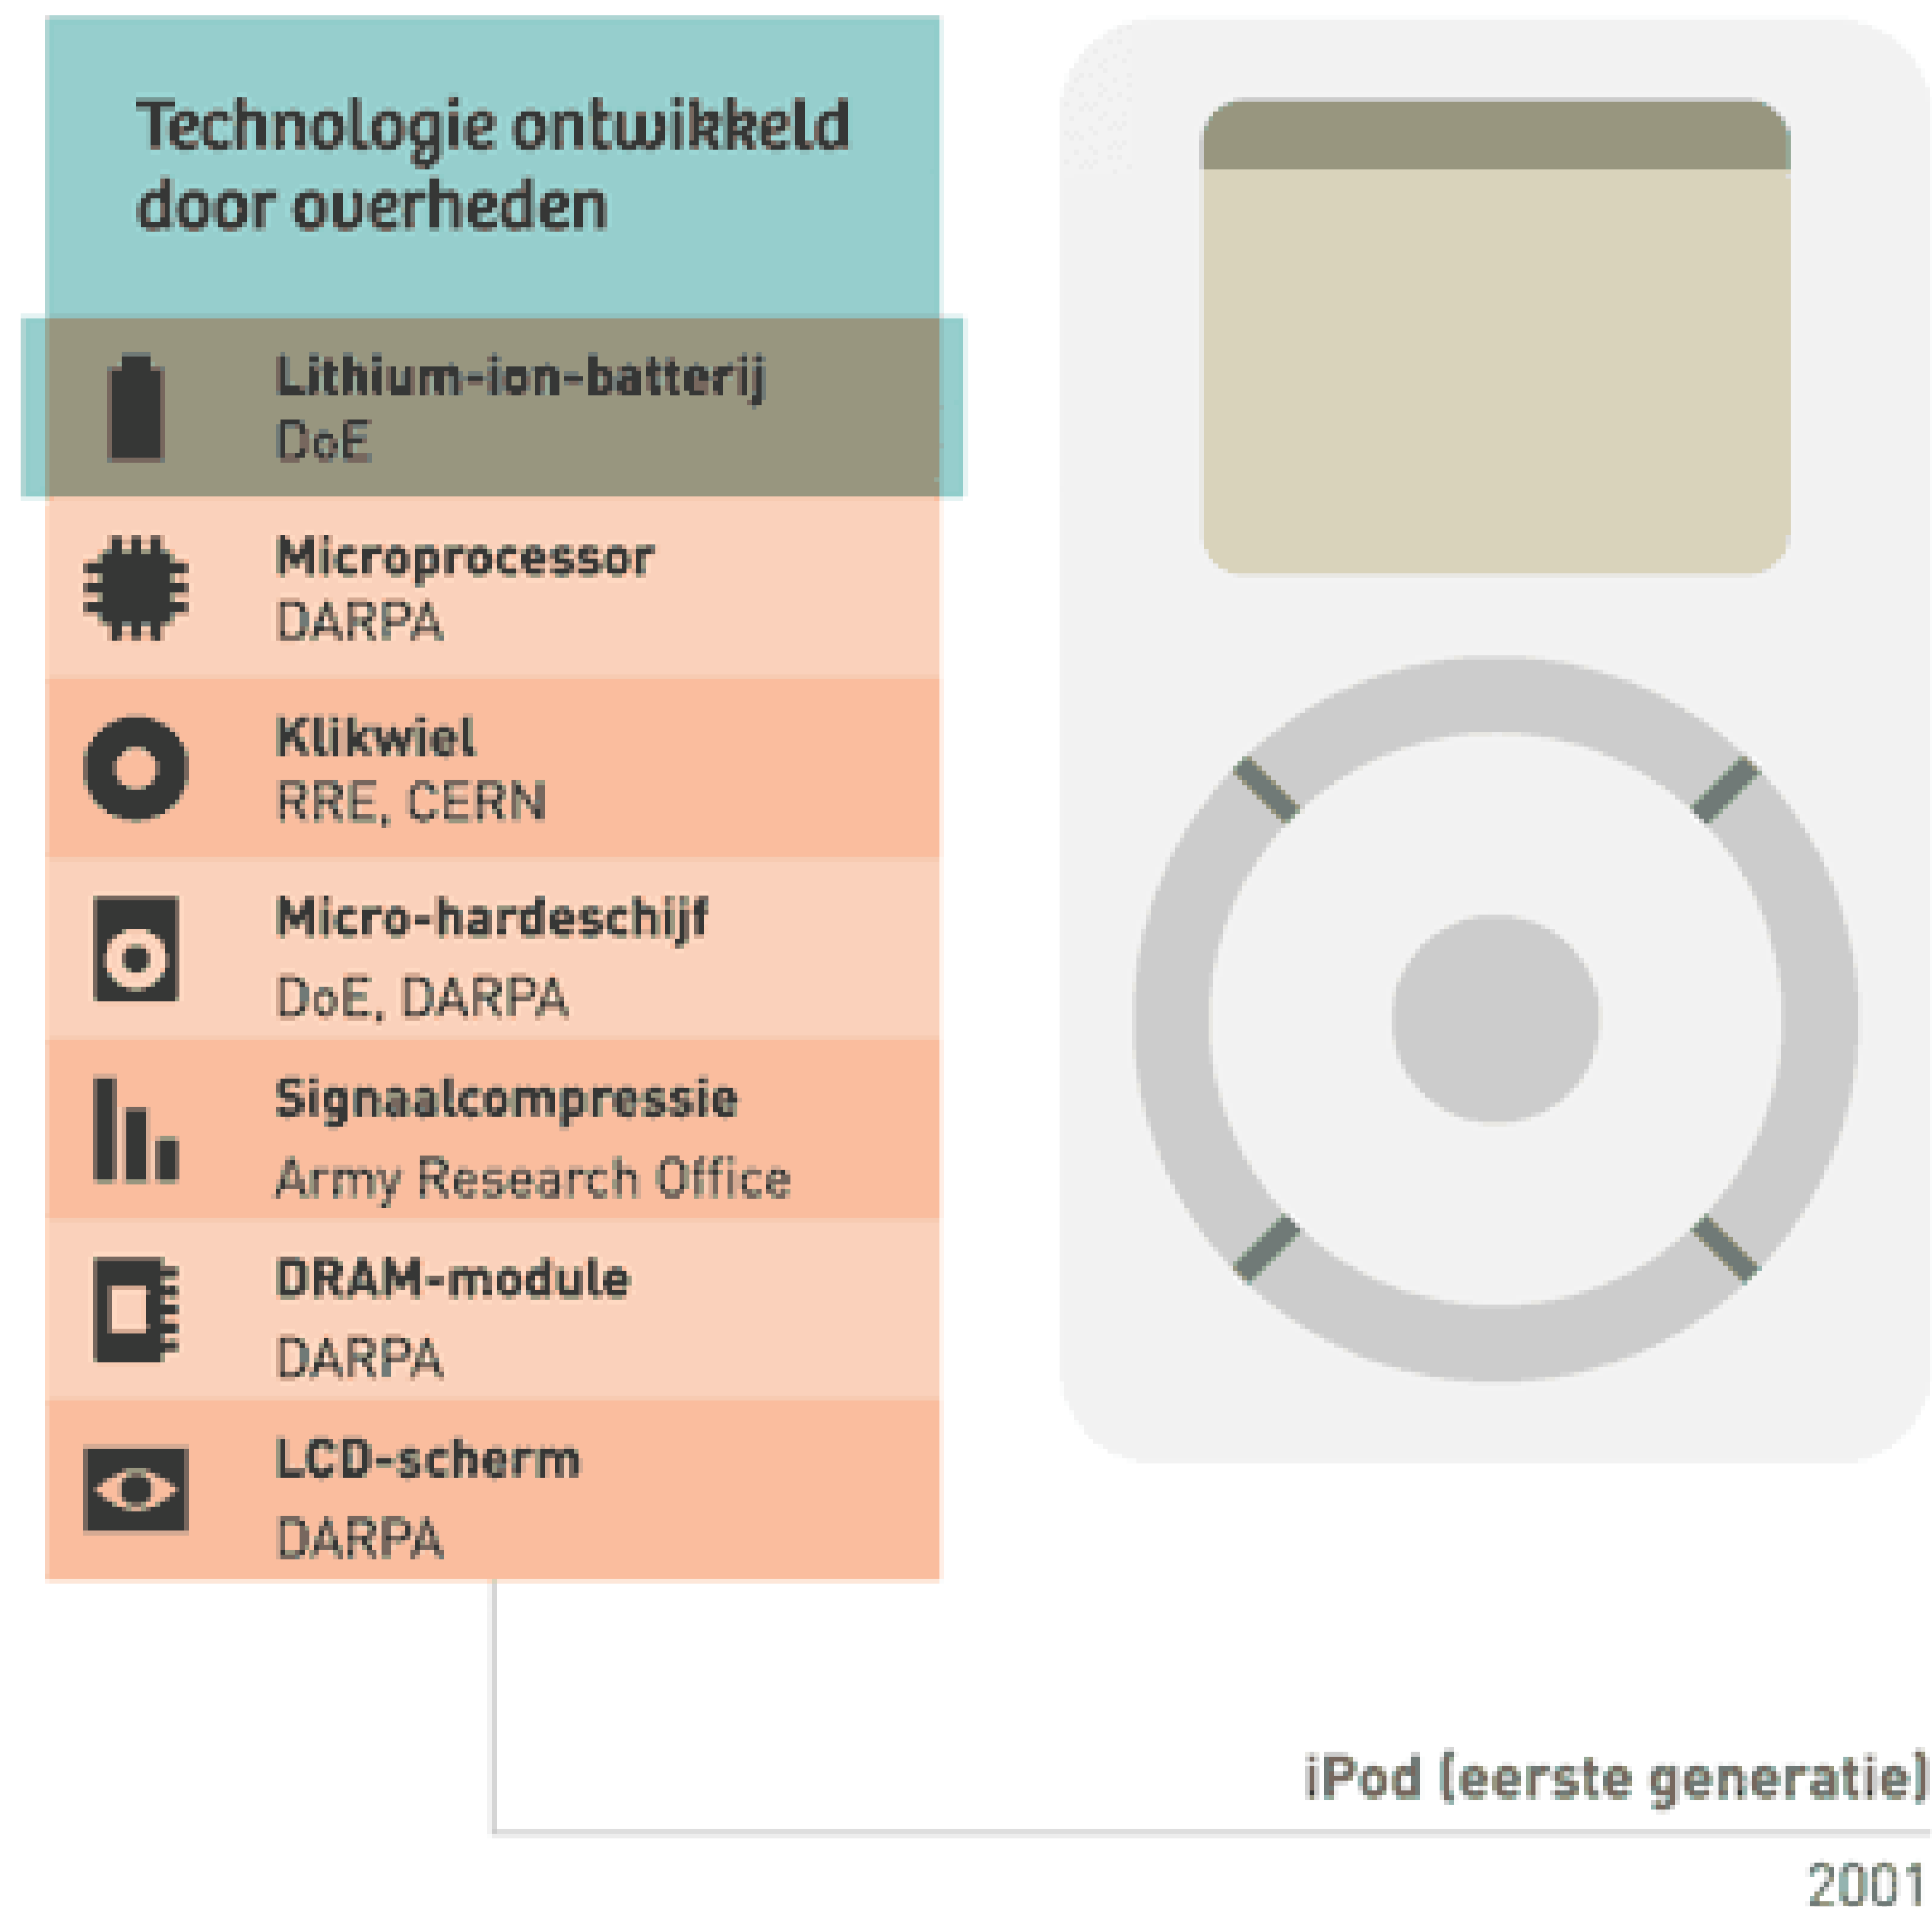 Technologie ontwikkeld
door overheden
Lithium-ion-batterij
DoE
Microprocessor
DARPA
Klikwiel
RRE, CERN
Micro-hardeschijf
DoE, DARPA
Signaalcompressie
Army Research Office
DRAM-module
DARPA
LCD-scherm
DARPA
iPod (eerste generatie)
2001